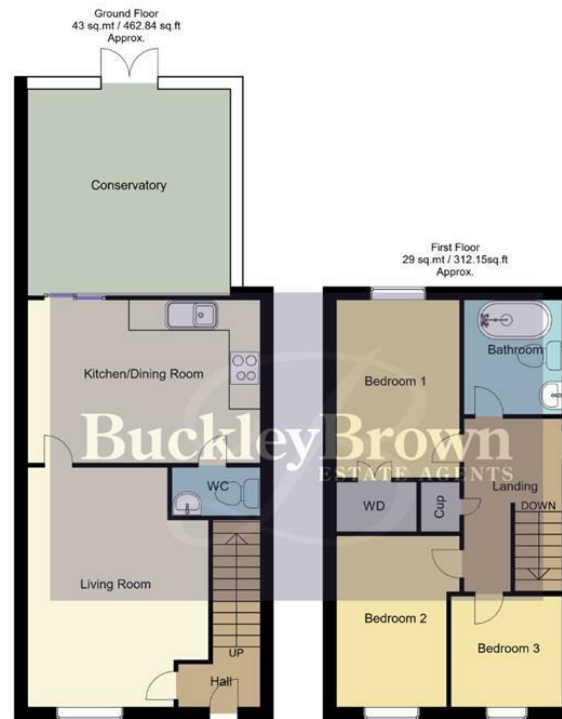 Ground Floor
43 sq.mt / 462.84 sq.ft
Approx.
Conservatory
Kitchen/Dining Room
WC
Living Room
UP
Hall
First Floor
29 sq.mt / 312.15sq.ft
Approx.
Bathroom
Bedroom 1
Landing
DOWN
WD
Cup
Bedroom 2
Bedroom 3
BuckleyBrown
ESTATE AGENTS